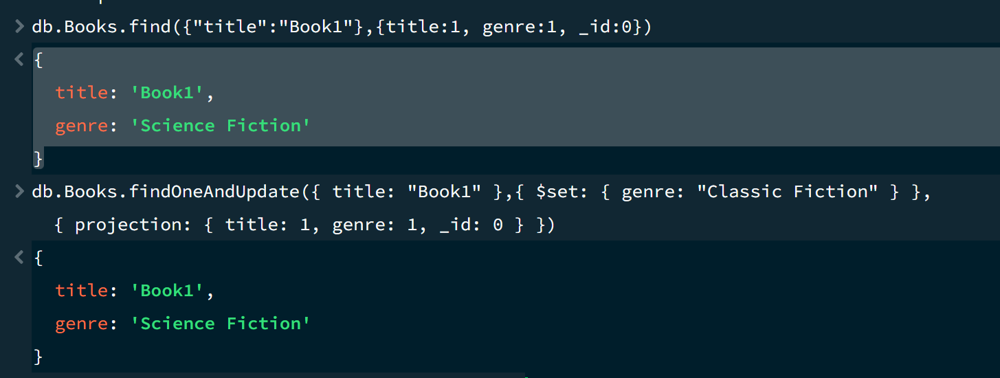 > db.Books.find({"title":"Book1"},{title:1, genre:1, _id:0})
< {
title: 'Book1',
genre: 'Science Fiction'
}
> db.Books.findOneAndUpdate({ title: "Book1" },{ $set: { genre: "Classic Fiction" } },
{ projection: { title: 1, genre: 1, _id: 0 } })
< {
title: 'Book1',
genre: 'Science Fiction'
}